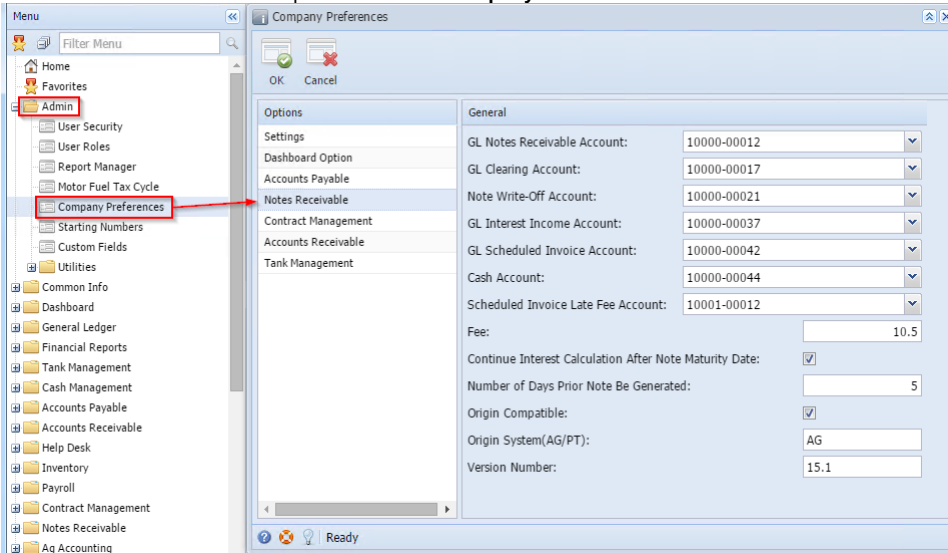 pany
Menu
Filter Menu
Home
Favorites
Admin
User Security
User Roles
Report Manager
Motor Fuel Tax Cycle
Company Preferences
Starting Numbers
Custom Fields
Utilities
Common Info
Dashboard
General Ledger
Financial Reports
Tank Management
Cash Management
Accounts Payable
Accounts Receivable
Help Desk
Inventory
Payroll
Contract Management
Notes Receivable
Ag Accounting
Company Preferences
OK Cancel
Options
Settings
Dashboard Option
Accounts Payable
Notes Receivable
Contract Management
Accounts Receivable
Tank Management
General
GL Notes Receivable Account: 10000-00012
GL Clearing Account: 10000-00017
Note Write-Off Account: 10000-00021
GL Interest Income Account: 10000-00037
GL Scheduled Invoice Account: 10000-00042
Cash Account: 10000-00044
Scheduled Invoice Late Fee Account: 10001-00012
Fee: 10.5
Continue Interest Calculation After Note Maturity Date:
Number of Days Prior Note Be Generated: 5
Origin Compatible:
Origin System(AG/PT): AG
Version Number: 15.1
Ready